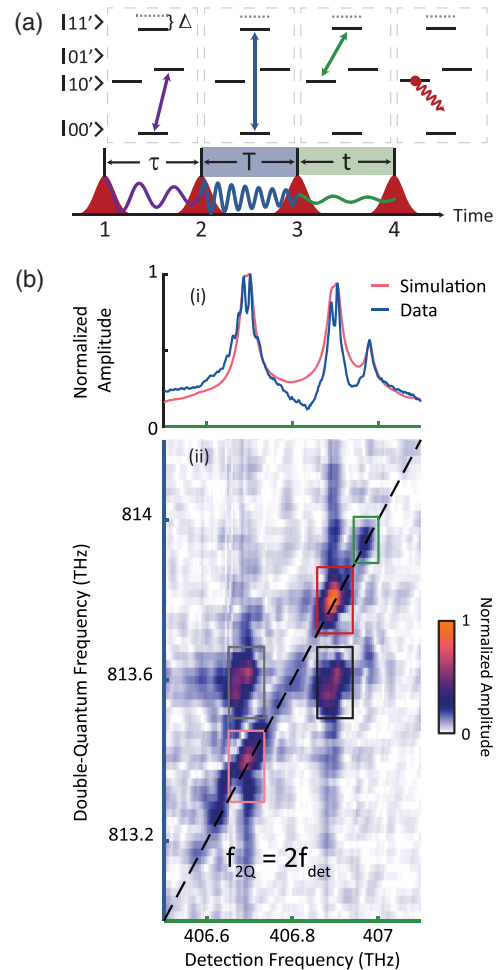 (a)
|11'>
} Δ
|01'>
|10'>
|00'>
τ
T
t
1
2
3
4
Time
(b)
1
(i)
Simulation
Data
Normalized
Amplitude
0
(ii)
814
813.6
813.2
Double-Quantum Frequency (THz)
1
0
Normalized Amplitude
f2Q = 2fdet
406.6
406.8
407
Detection Frequency (THz)